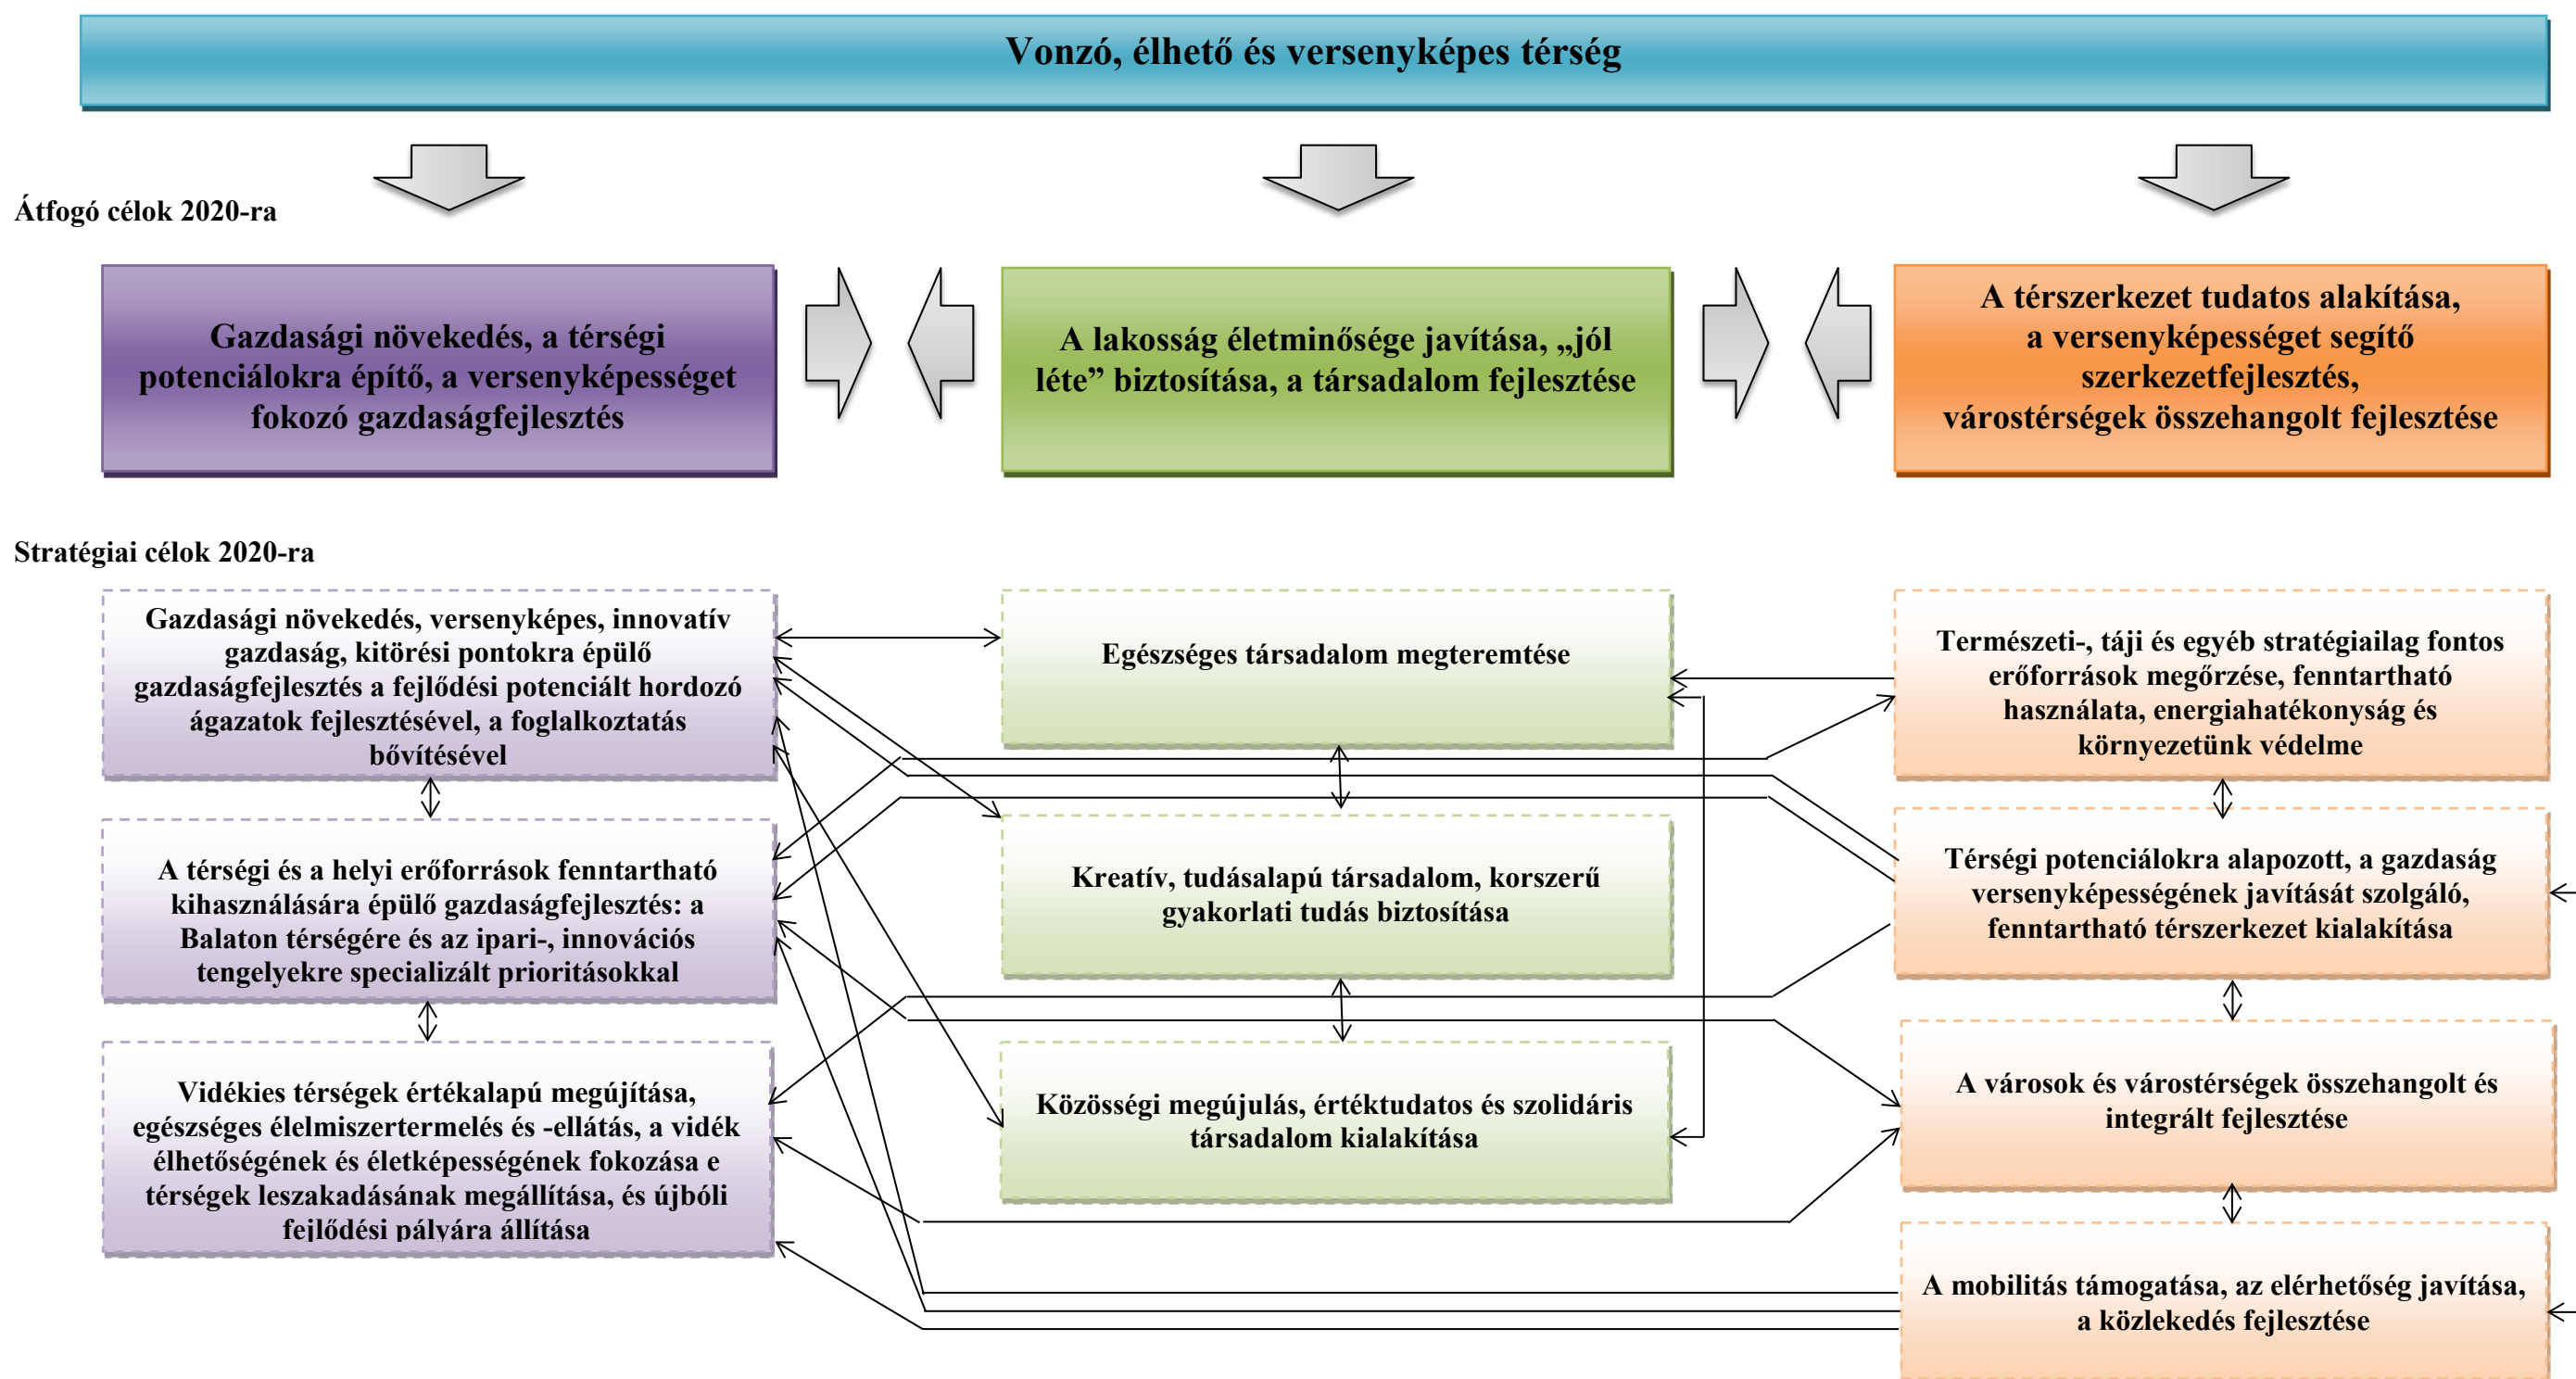 Vonzó, élhető és versenyképes térség
Átfogó célok 2020-ra
Gazdasági növekedés, a térségi
potenciálokra építő, a versenyképességet
fokozó gazdaságfejlesztés
A lakosság életminősége javítása, „jól
léte” biztosítása, a társadalom fejlesztése
A térszerkezet tudatos alakítása,
a versenyképességet segítő
szerkezetfejlesztés,
várostérségek összehangolt fejlesztése
Stratégiai célok 2020-ra
Gazdasági növekedés, versenyképes, innovatív
gazdaság, kitörési pontokra épülő
gazdaságfejlesztés a fejlődési potenciált hordozó
ágazatok fejlesztésével, a foglalkoztatás
bővítésével
A térségi és a helyi erőforrások fenntartható
kihasználására épülő gazdaságfejlesztés: a
Balaton térségére és az ipari-, innovációs
tengelyekre specializált prioritásokkal
Vidékies térségek értékalapú megújítása,
egészséges élelmiszertermelés és -ellátás, a vidék
élhetőségének és életképességének fokozása e
térségek leszakadásának megállítása, és újbóli
fejlődési pályára állítása
Egészséges társadalom megteremtése
Kreatív, tudásalapú társadalom, korszerű
gyakorlati tudás biztosítása
Közösségi megújulás, értéktudatos és szolidáris
társadalom kialakítása
Természeti-, táji és egyéb stratégiailag fontos
erőforrások megőrzése, fenntartható
használata, energiahatékonyság és
környezetünk védelme
Térségi potenciálokra alapozott, a gazdaság
versenyképességének javítását szolgáló,
fenntartható térszerkezet kialakítása
A városok és várostérségek összehangolt és
integrált fejlesztése
A mobilitás támogatása, az elérhetőség javítása,
a közlekedés fejlesztése